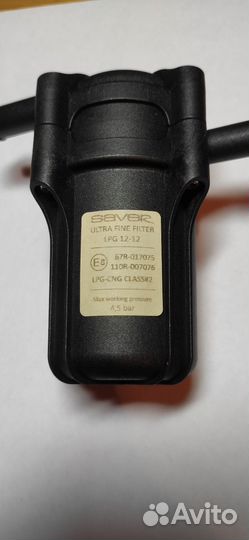 SAVER
ULTRA FINE FILTER
LPG 12-12
E8
67R-017075
110R-007076
LPG-CNG CLASS#2
Max working pressure
4,5 bar
Avito